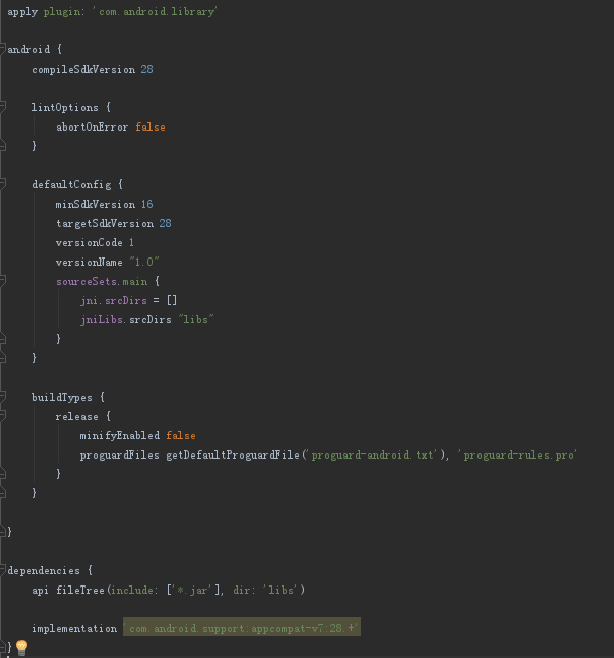 apply plugin: 'com.android.library'
android {
compileSdkVersion 28
lintOptions {
abortOnError false
}
defaultConfig {
minSdkVersion 16
targetSdkVersion 28
versionCode 1
versionName "1.0"
sourceSets.main {
jni.srcDirs = []
jniLibs.srcDirs "libs"
}
}
buildTypes {
release {
minifyEnabled false
proguardFiles getDefaultProguardFile('proguard-android.txt'), 'proguard-rules.pro'
}
}
}
dependencies {
api fileTree(include: ['*.jar'], dir: 'libs')
implementation 'com.android.support:appcompat-v7:28.+'
}